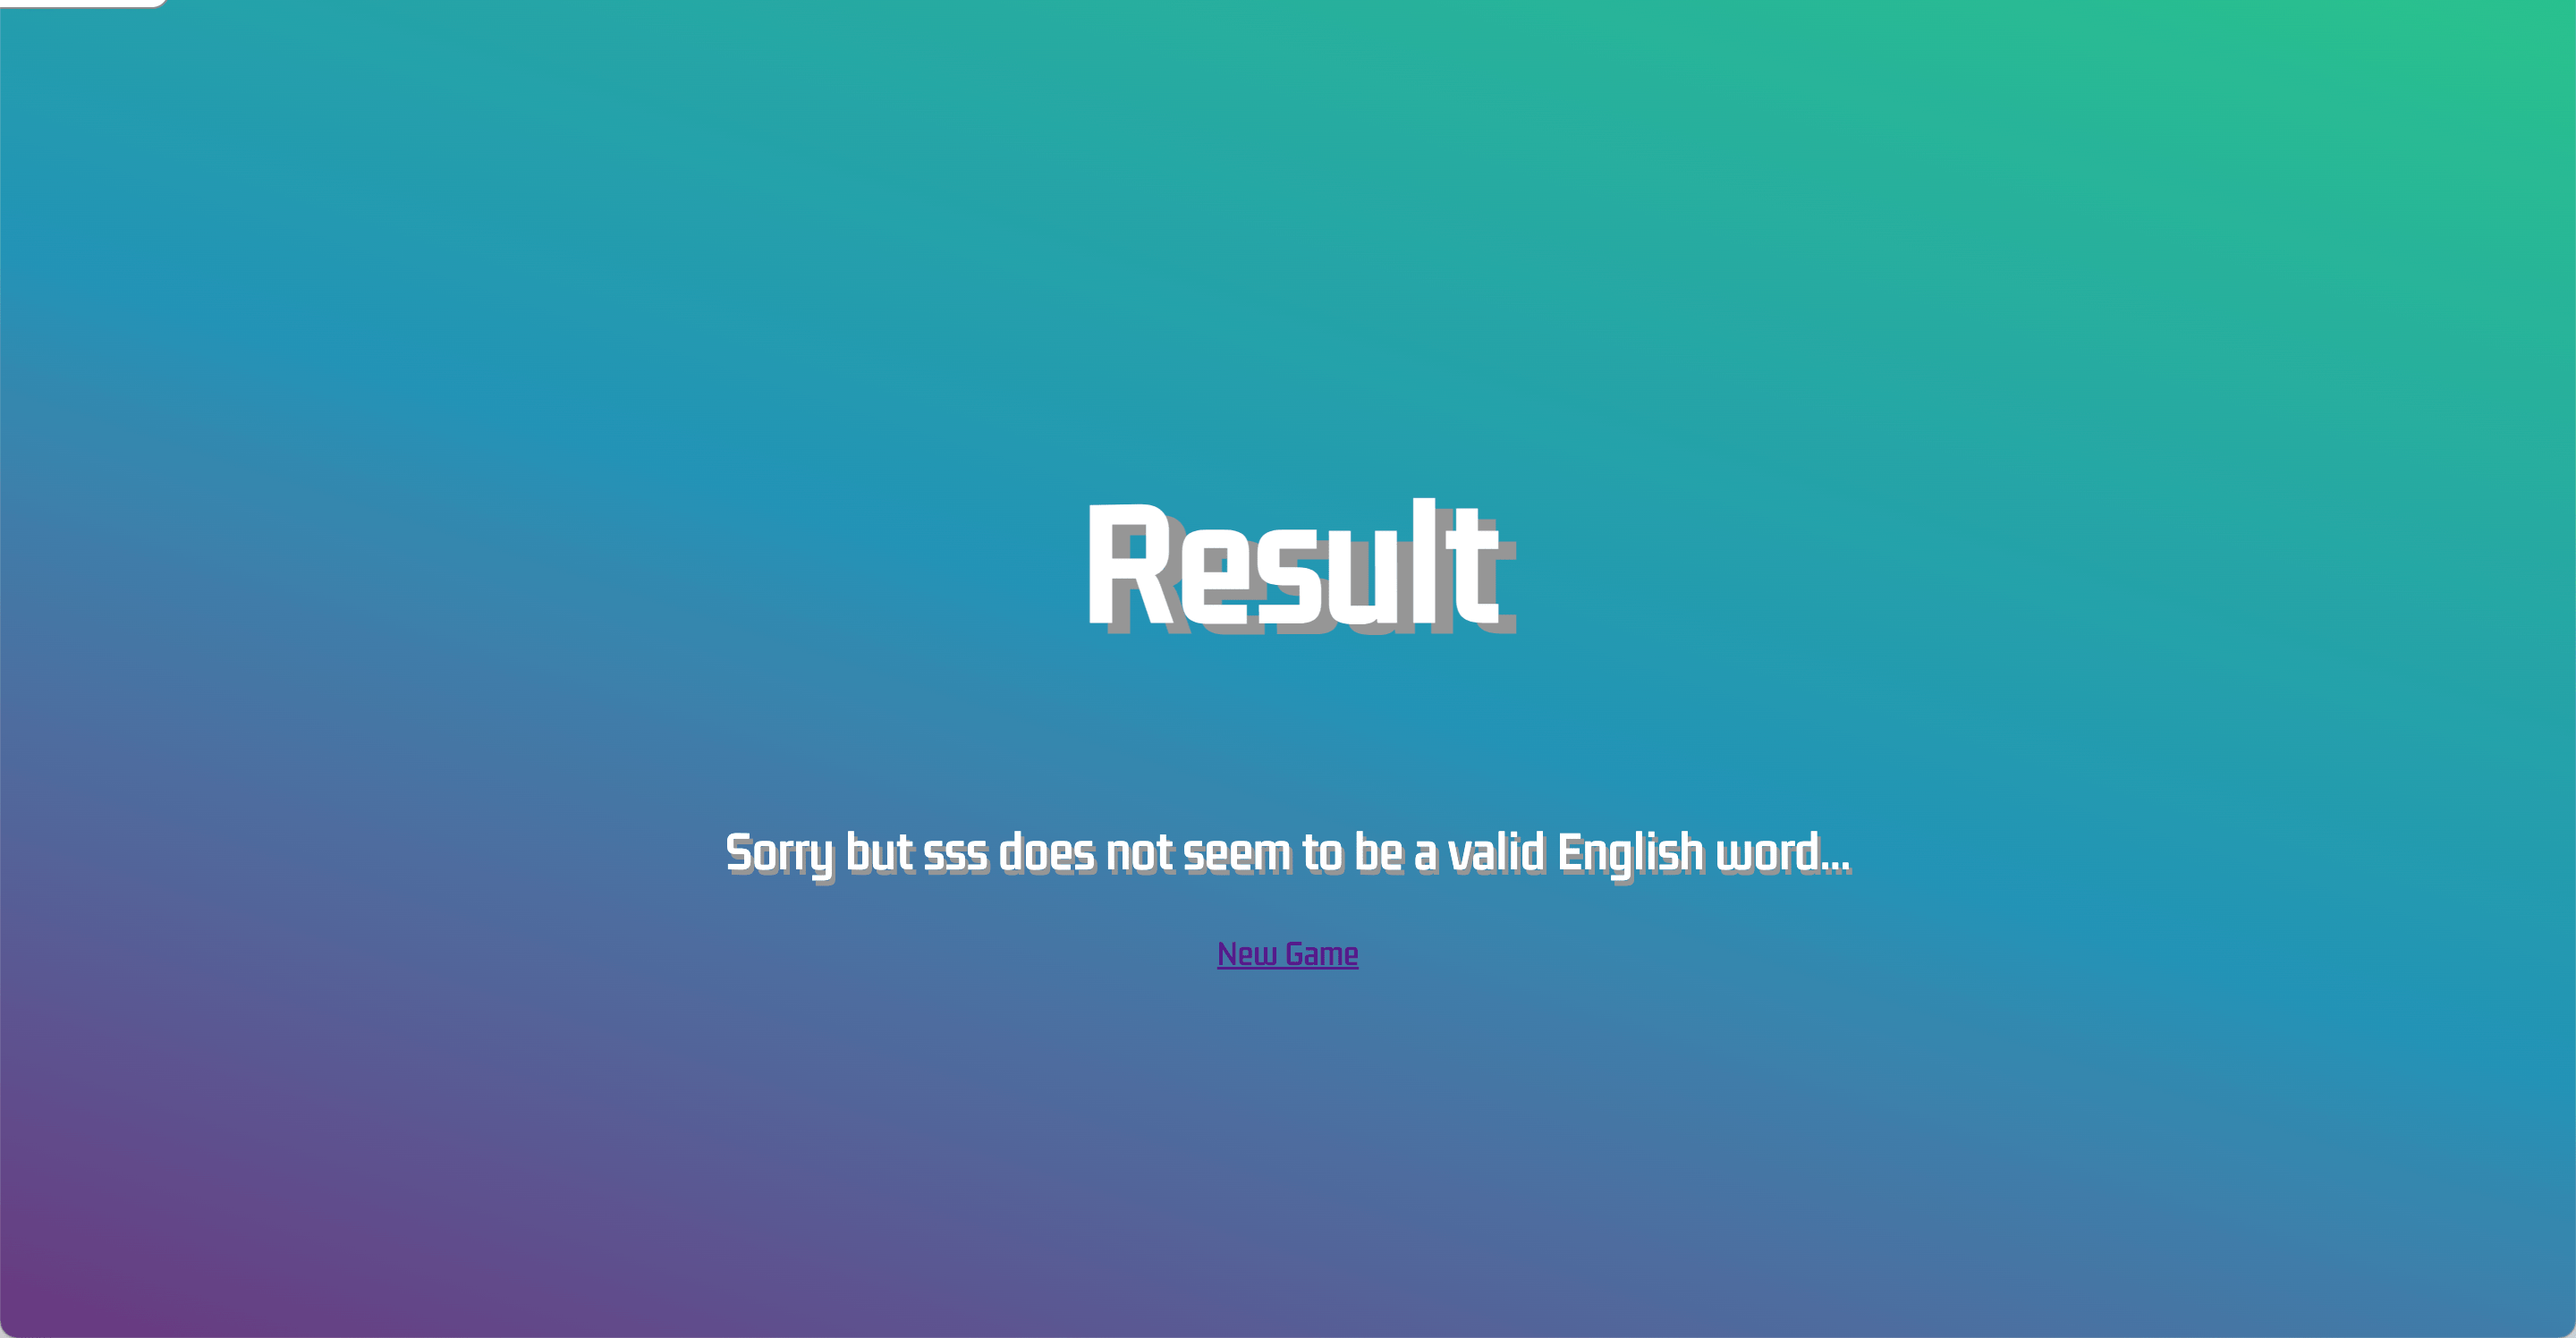 Result
Sorry but sss does not seem to be a valid English word...
New Game